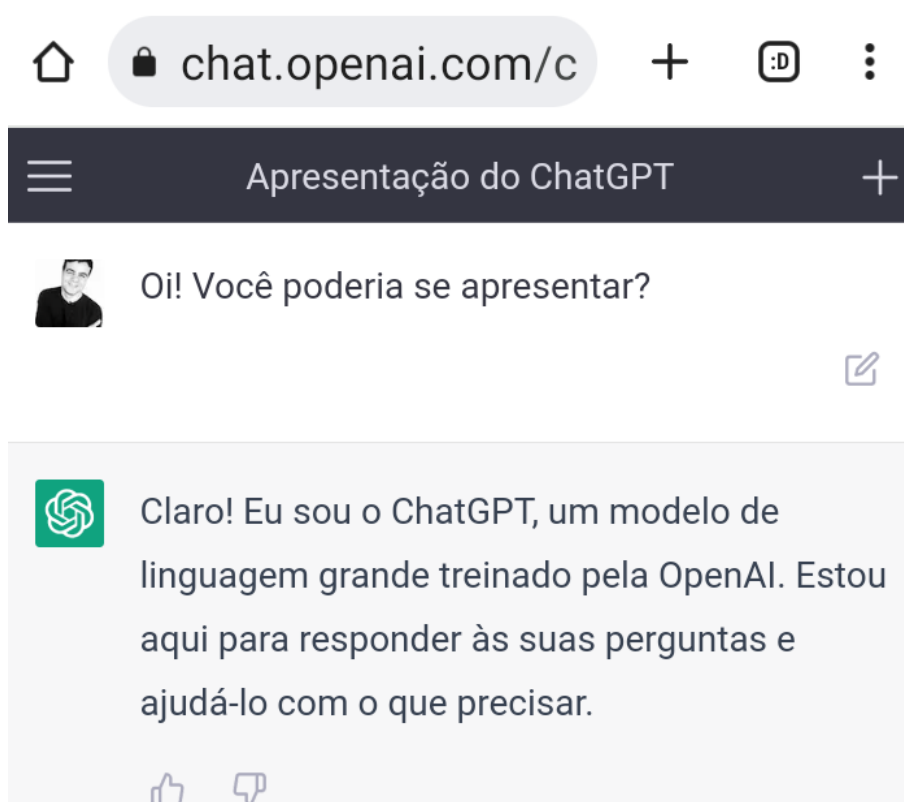 chat.openai.com/c
:D
Apresentação do ChatGPT
Oi! Você poderia se apresentar?
Claro! Eu sou o ChatGPT, um modelo de
linguagem grande treinado pela OpenAI. Estou
aqui para responder às suas perguntas e
ajudá-lo com o que precisar.